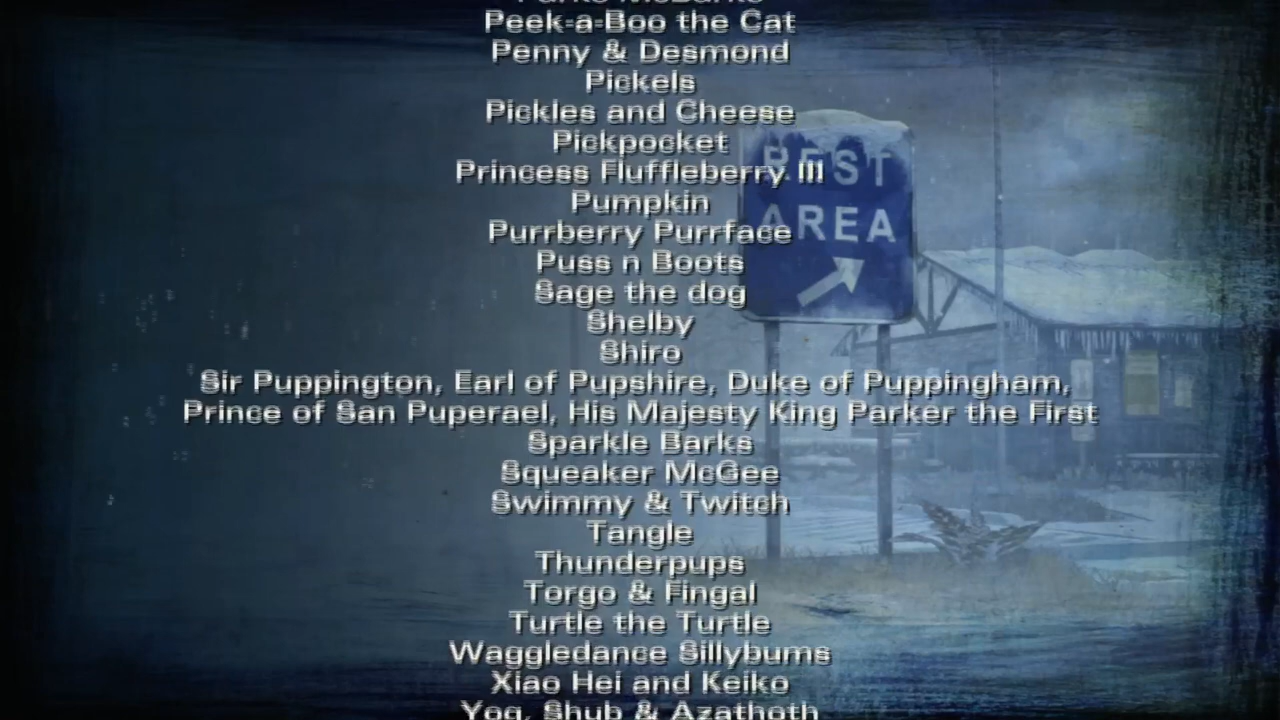 Peek-a-Boo the Cat
Penny & Desmond
Pickels
Pickles and Cheese
Pickpocket
Princess Fluffleberry III
Pumpkin
Purrberry Purrface
Puss n Boots
Sage the dog
Shelby
Shiro
Sir Puppington, Earl of Pupshire, Duke of Puppingham,
Prince of San Puperael, His Majesty King Parker the First
Sparkle Barks
Squeaker McGee
Swimmy & Twitch
Tangle
Thunderpups
Torgo & Fingal
Turtle the Turtle
Waggledance Sillybums
Xiao Hei and Keiko
Yog, Shub & Azathoth
REST
AREA